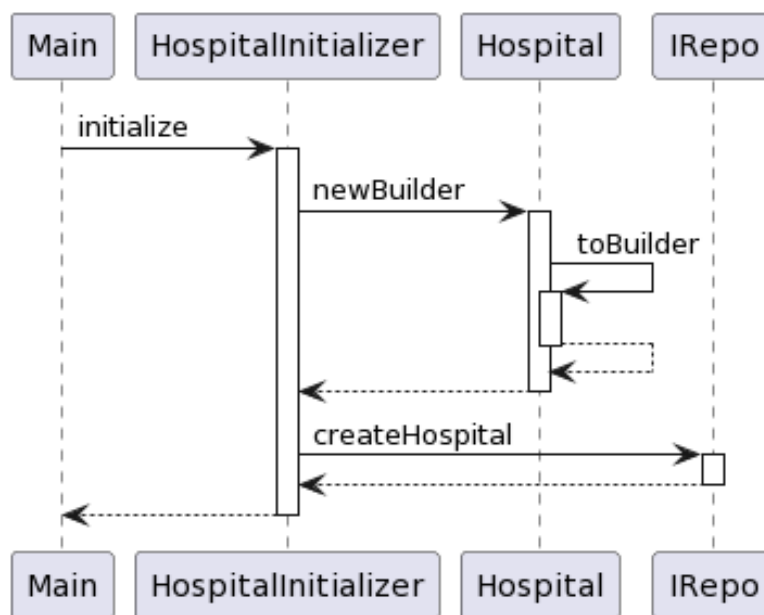 Main HospitalInitializer Hospital IRepo
initialize
newBuilder
toBuilder
createHospital
Main HospitalInitializer Hospital IRepo